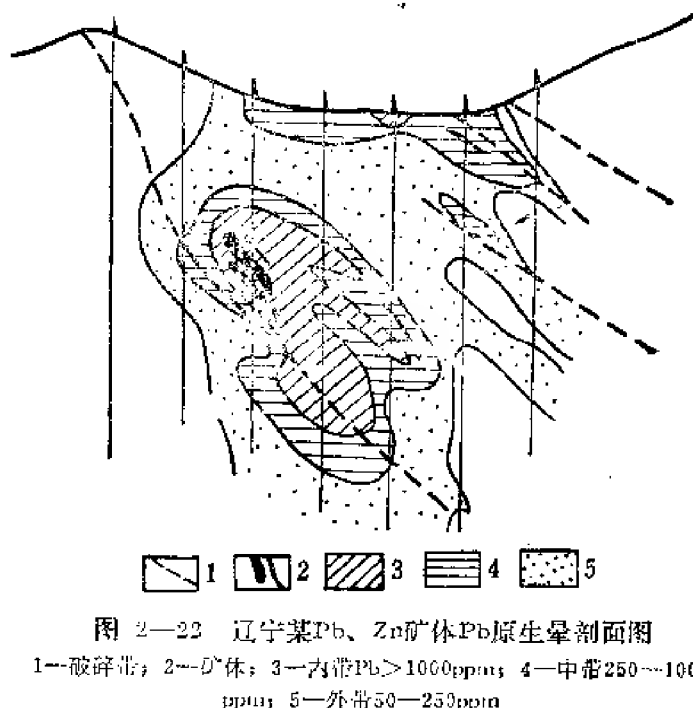 1 2 3 4 5
图 2—22 辽宁某Pb、Zn矿体Pb原生晕剖面图
1—破碎带；2—矿体；3—内带Pb＞1000ppm；4—中带250—100
ppm；5—外带50—250ppm